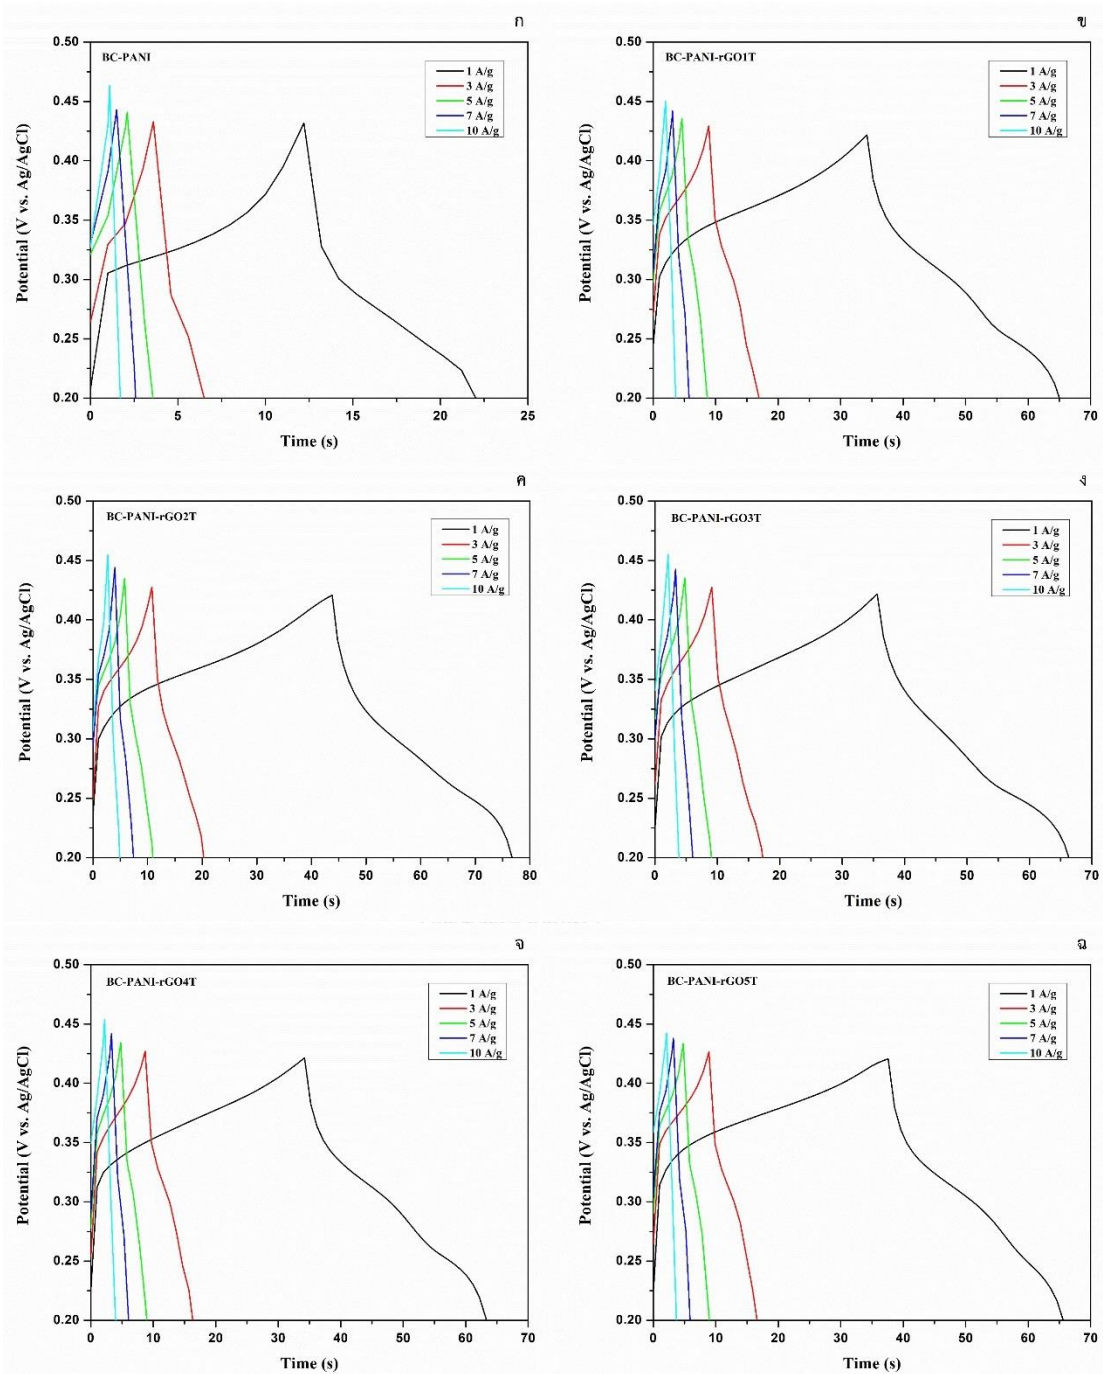 ก
BC-PANI
1 A/g
3 A/g
5 A/g
7 A/g
10 A/g
0.50
0.45
0.40
0.35
0.30
0.25
0.20
Potential (V vs. Ag/AgCl)
0 5 10 15 20 25
Time (s)
ข
BC-PANI-rGO1T
1 A/g
3 A/g
5 A/g
7 A/g
10 A/g
0.50
0.45
0.40
0.35
0.30
0.25
0.20
Potential (V vs. Ag/AgCl)
0 10 20 30 40 50 60 70
Time (s)
ค
BC-PANI-rGO2T
1 A/g
3 A/g
5 A/g
7 A/g
10 A/g
0.50
0.45
0.40
0.35
0.30
0.25
0.20
Potential (V vs. Ag/AgCl)
0 10 20 30 40 50 60 70 80
Time (s)
ง
BC-PANI-rGO3T
1 A/g
3 A/g
5 A/g
7 A/g
10 A/g
0.50
0.45
0.40
0.35
0.30
0.25
0.20
Potential (V vs. Ag/AgCl)
0 10 20 30 40 50 60 70
Time (s)
จ
BC-PANI-rGO4T
1 A/g
3 A/g
5 A/g
7 A/g
10 A/g
0.50
0.45
0.40
0.35
0.30
0.25
0.20
Potential (V vs. Ag/AgCl)
0 10 20 30 40 50 60 70
Time (s)
ฉ
BC-PANI-rGO5T
1 A/g
3 A/g
5 A/g
7 A/g
10 A/g
0.50
0.45
0.40
0.35
0.30
0.25
0.20
Potential (V vs. Ag/AgCl)
0 10 20 30 40 50 60 70
Time (s)